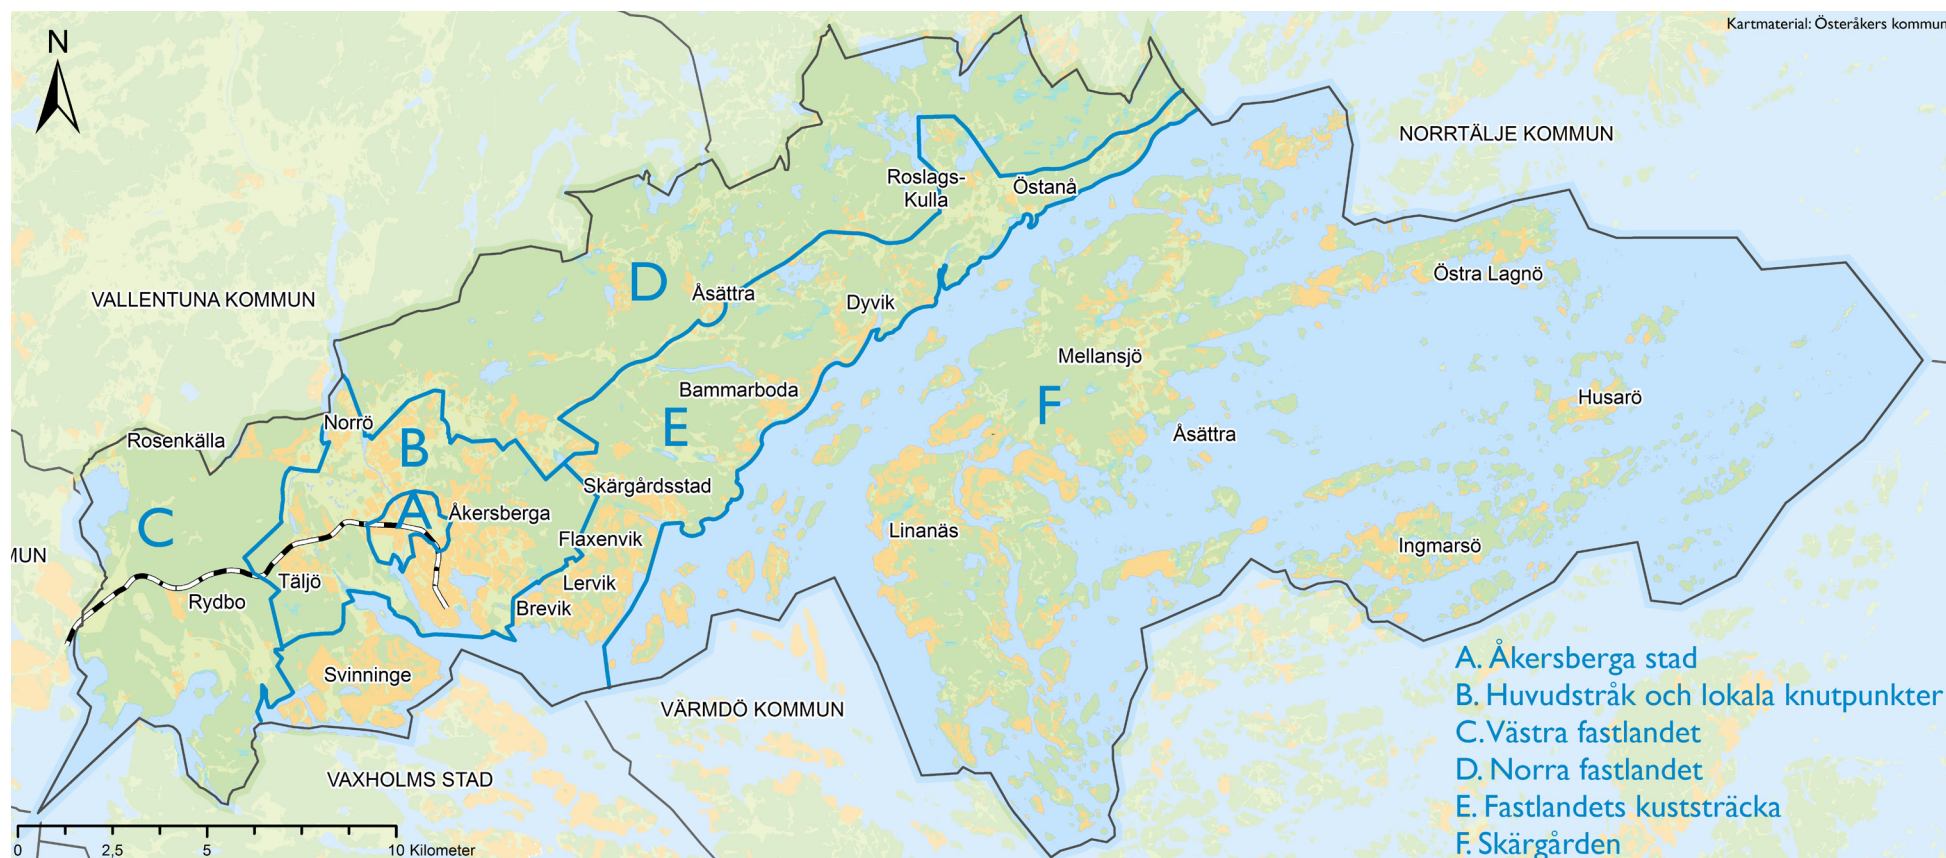 Kartmaterial: Österåkers kommun
N
NORRTÄLJE KOMMUN
Roslags-
Kulla
Östanå
Östra Lagnö
D
Åsättra
Dyvik
VALLENTUNA KOMMUN
Mellansjö
Bammarboda
Husarö
F
Norrö
E
Åsättra
Rosenkälla
B
Skärgårdsstad
A
Åkersberga
C
Linanäs
Flaxenvik
Ingmarsö
MUN
Täljö
Lervik
Rydbo
Brevik
Svinninge
VÄRMDÖ KOMMUN
VAXHOLMS STAD
A. Åkersberga stad
B. Huvudstråk och lokala knutpunkter
C. Västra fastlandet
D. Norra fastlandet
E. Fastlandets kuststräcka
F. Skärgården
0 2,5 5 10 Kilometer